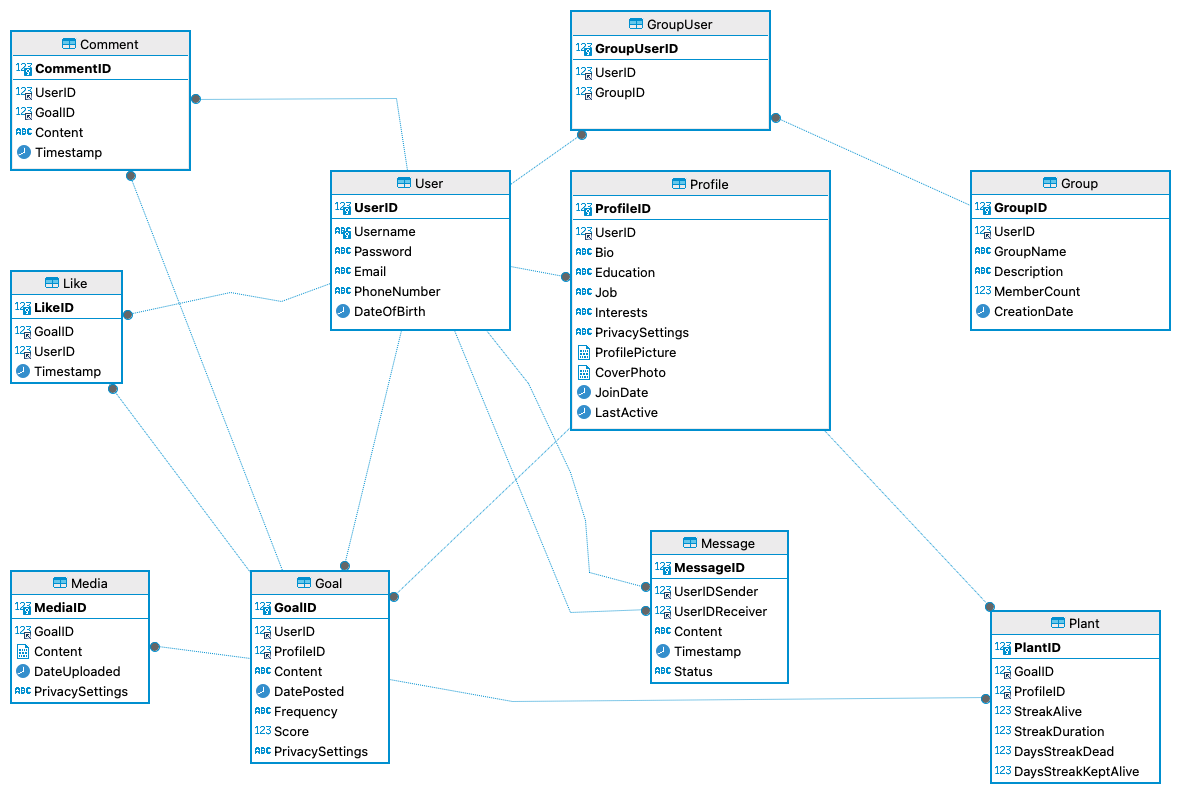 Comment
CommentID
UserID
GoalID
Content
Timestamp
GroupUser
GroupUserID
UserID
GroupID
User
UserID
Username
Password
Email
PhoneNumber
DateOfBirth
Profile
ProfileID
UserID
Bio
Education
Job
Interests
PrivacySettings
ProfilePicture
CoverPhoto
JoinDate
LastActive
Group
GroupID
UserID
GroupName
Description
MemberCount
CreationDate
Like
LikeID
GoalID
UserID
Timestamp
Media
MediaID
GoalID
Content
DateUploaded
PrivacySettings
Goal
GoalID
UserID
ProfileID
Content
DatePosted
Frequency
Score
PrivacySettings
Message
MessageID
UserIDSender
UserIDReceiver
Content
Timestamp
Status
Plant
PlantID
GoalID
ProfileID
StreakAlive
StreakDuration
DaysStreakDead
DaysStreakKeptAlive